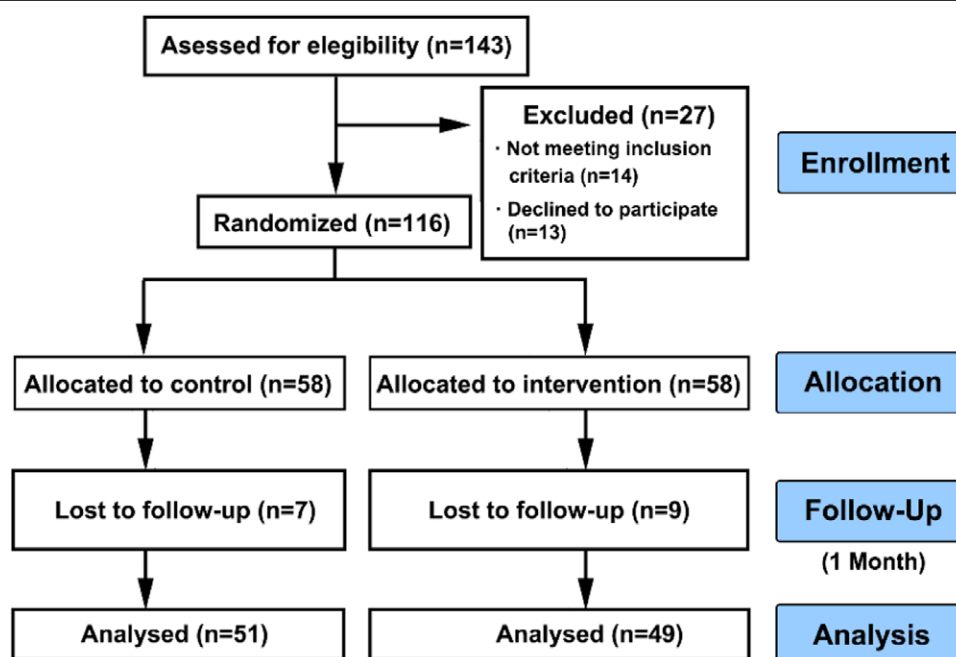 Asessed for elegibility (n=143)
Excluded (n=27)
· Not meeting inclusion
criteria (n=14)
· Declined to participate
(n=13)
Enrollment
Randomized (n=116)
Allocated to control (n=58)
Allocated to intervention (n=58)
Allocation
Lost to follow-up (n=7)
Lost to follow-up (n=9)
Follow-Up
(1 Month)
Analysed (n=51)
Analysed (n=49)
Analysis